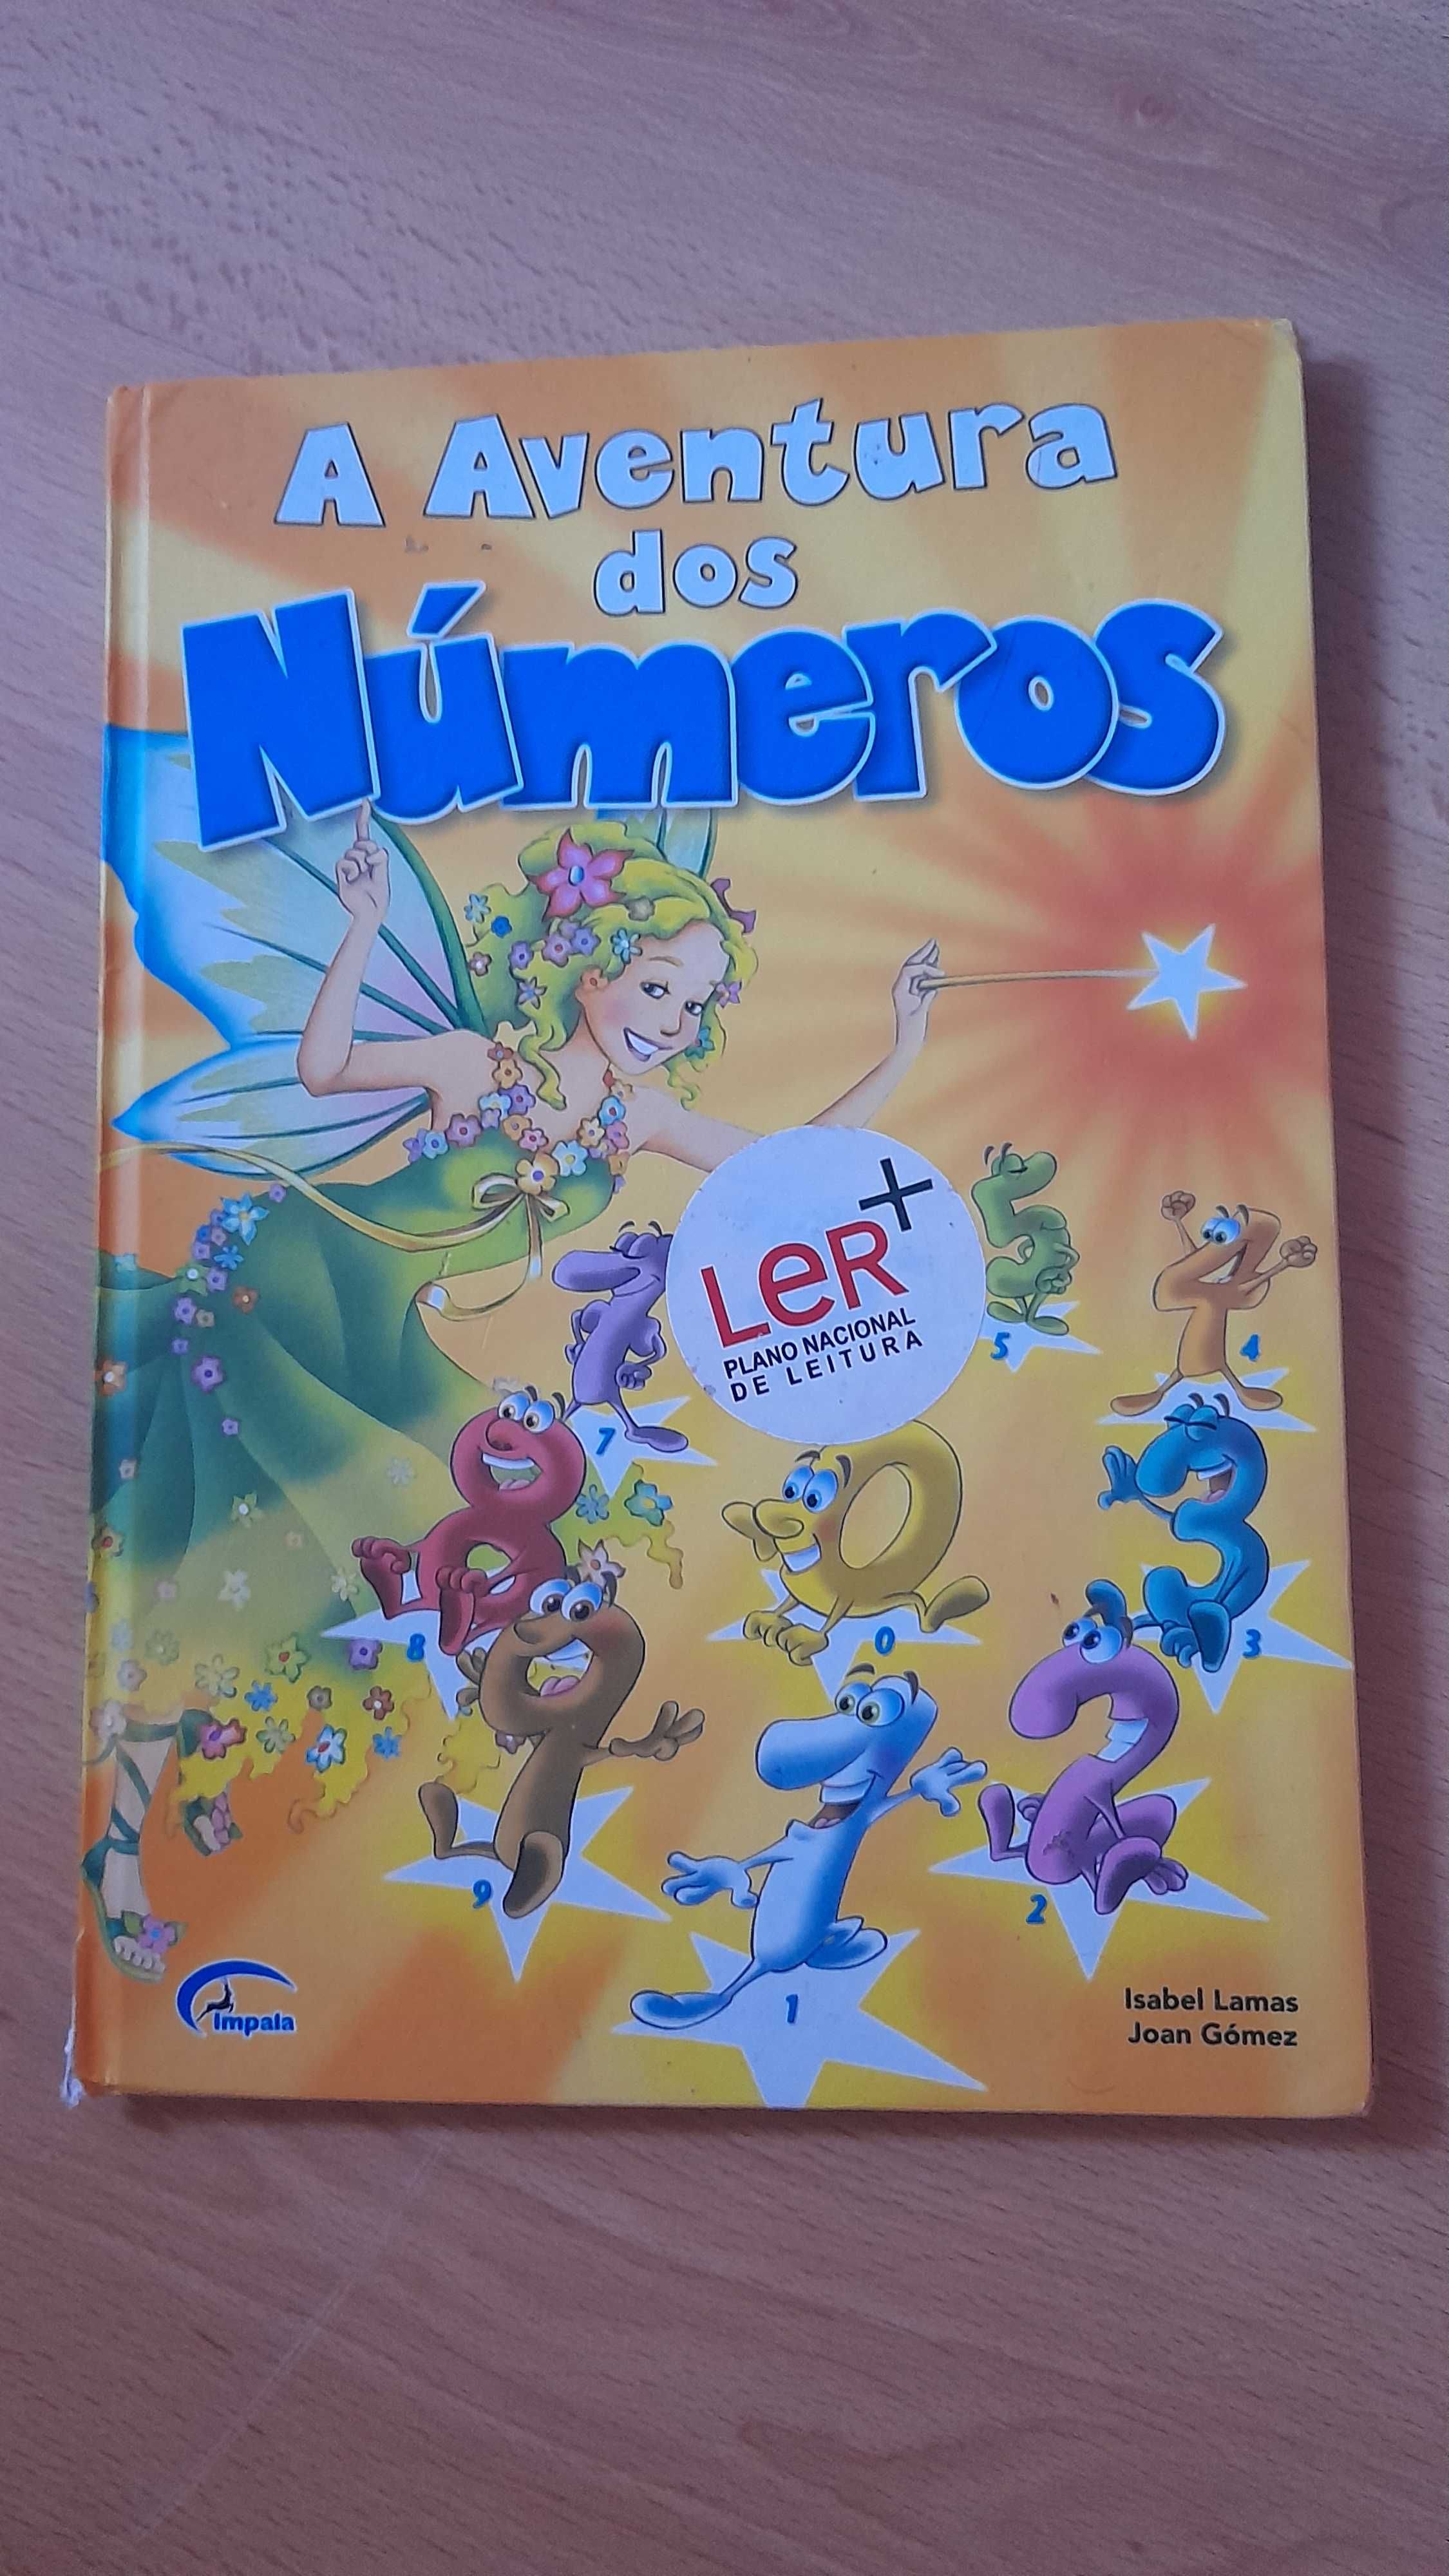 A Aventura
dos
Números
LeR+
PLANO NACIONAL
DE LEITURA
5
4
7
8
0
3
9
2
1
Impala
Isabel Lamas
Joan Gómez